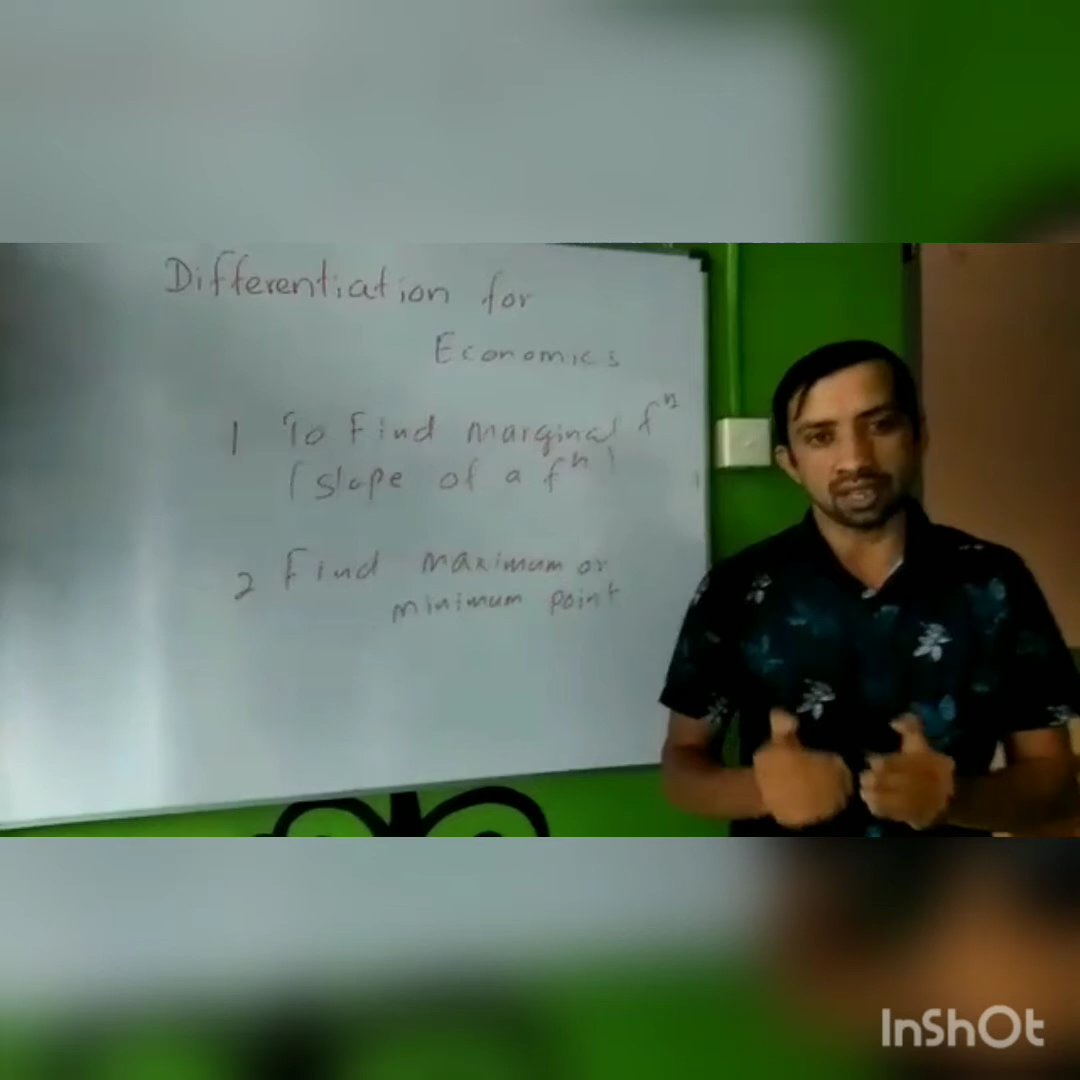 Differentiation for
Economics
1 To Find marginal fⁿ
(slope of a fⁿ)
2 Find maximum or
minimum point
InShOt